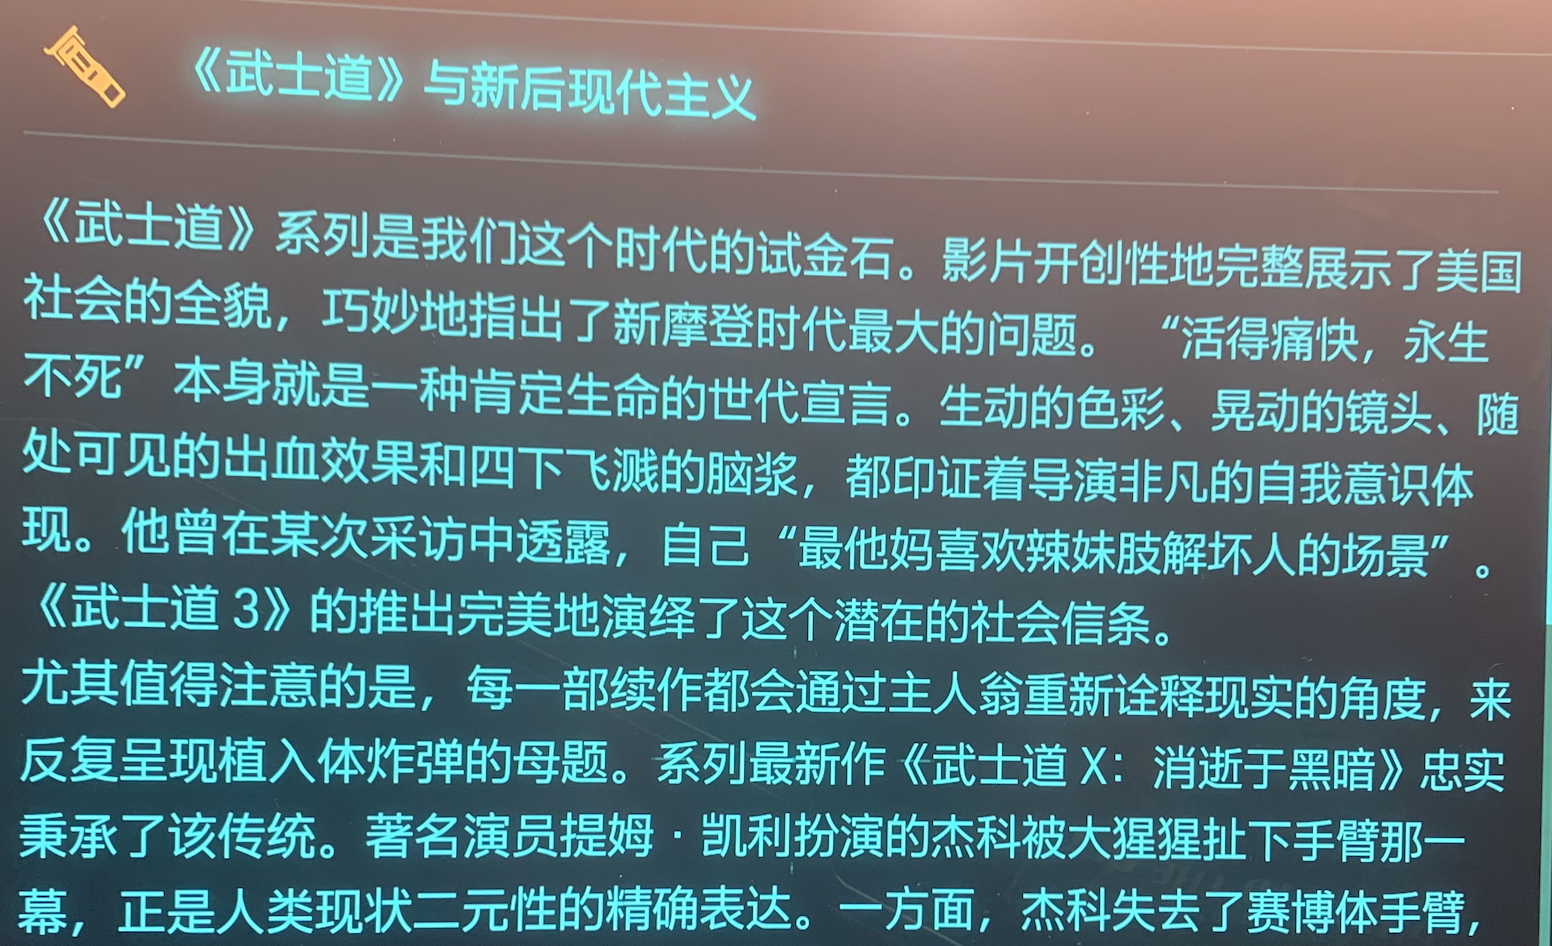 《武士道》与新后现代主义
《武士道》系列是我们这个时代的试金石。影片开创性地完整展示了美国
社会的全貌，巧妙地指出了新摩登时代最大的问题。 “活得痛快，永生
不死”本身就是一种肯定生命的世代宣言。生动的色彩、晃动的镜头、随
处可见的出血效果和四下飞溅的脑浆，都印证着导演非凡的自我意识体
现。他曾在某次采访中透露，自己“最他妈喜欢辣妹肢解坏人的场景”。
《武士道 3》的推出完美地演绎了这个潜在的社会信条。
尤其值得注意的是，每一部续作都会通过主人翁重新诠释现实的角度，来
反复呈现植入体炸弹的母题。系列最新作《武士道 X：消逝于黑暗》忠实
秉承了该传统。著名演员提姆·凯利扮演的杰科被大猩猩扯下手臂那一
幕，正是人类现状二元性的精确表达。一方面，杰科失去了赛博体手臂，